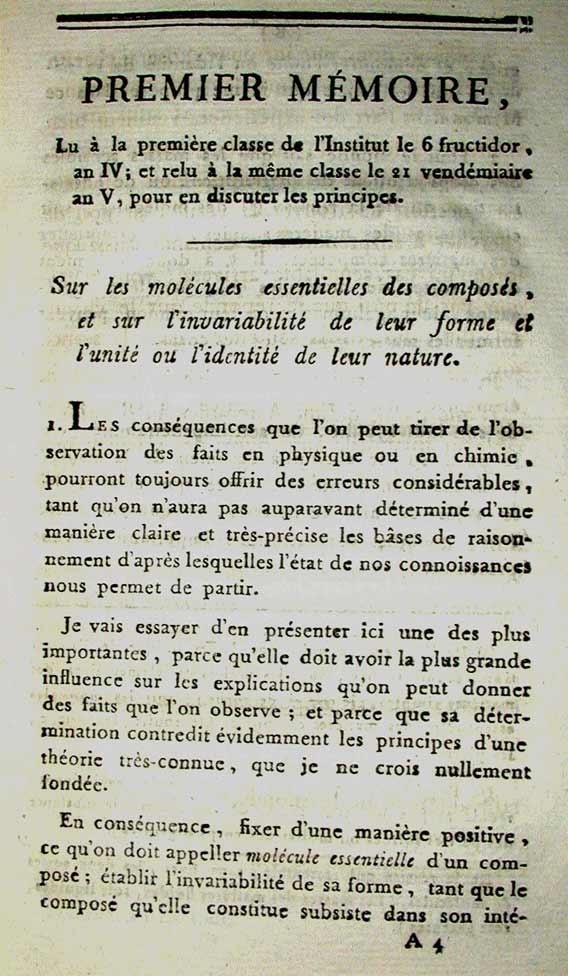 PREMIER MÉMOIRE,
Lu à la première classe de l'Institut le 6 fructidor,
an IV; et relu à la même classe le 21 vendémiaire
an V, pour en discuter les principes.
Sur les molécules essentielles des composés,
et sur l'invariabilité de leur forme et
l'unité ou l'identité de leur nature.
1. LES conséquences que l'on peut tirer de l'ob-
servation des faits en physique ou en chimie,
pourront toujours offrir des erreurs considérables,
tant qu'on n'aura pas auparavant déterminé d'une
manière claire et très-précise les bâses de raison-
nement d'après lesquelles l'état de nos connoissances
nous permet de partir.
Je vais essayer d'en présenter ici une des plus
importantes, parce qu'elle doit avoir la plus grande
influence sur les explications qu'on peut donner
des faits que l'on observe; et parce que sa déter-
mination contredit évidemment les principes d'une
théorie très-connue, que je ne crois nullement
fondée.
En conséquence, fixer d'une manière positive,
ce qu'on doit appeller molécule essentielle d'un com-
posé; établir l'invariabilité de sa forme, tant que le
composé qu'elle constitue subsiste dans son inté-
A 4